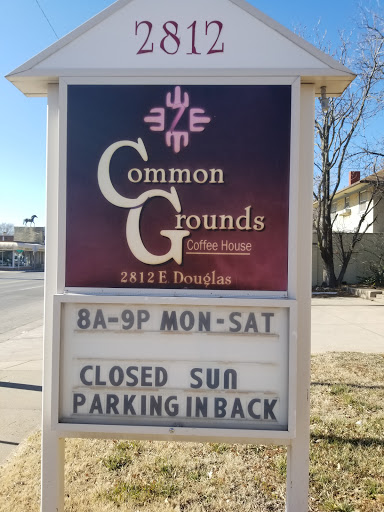 2812
Common
Grounds
Coffee House
2812 E Douglas
8A-9P MON-SAT
CLOSED SUN
PARKING IN BACK